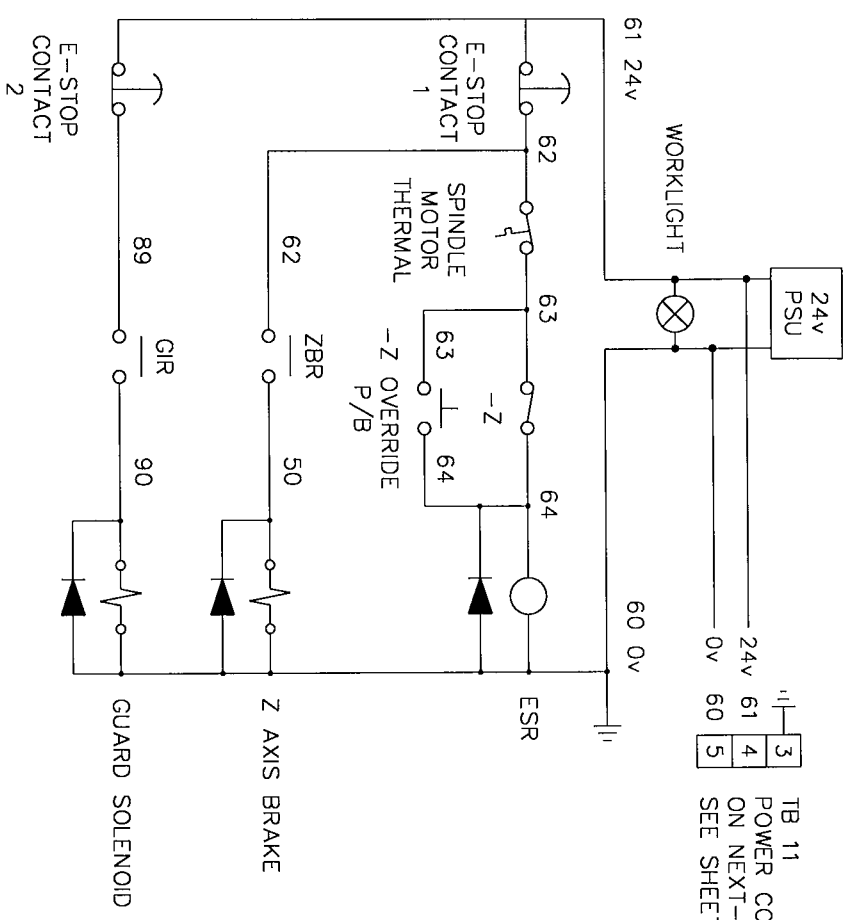 24v
PSU
WORKLIGHT
61 24v
60 0v
24v 61
0v 60
3
4
5
TB 11
POWER CO
ON NEXT-
SEE SHEET
E-STOP
CONTACT
1
62
SPINDLE
MOTOR
THERMAL
63
-Z
64
ESR
63
64
-Z OVERRIDE
P/B
62
ZBR
50
Z AXIS BRAKE
E-STOP
CONTACT
2
89
GIR
90
GUARD SOLENOID